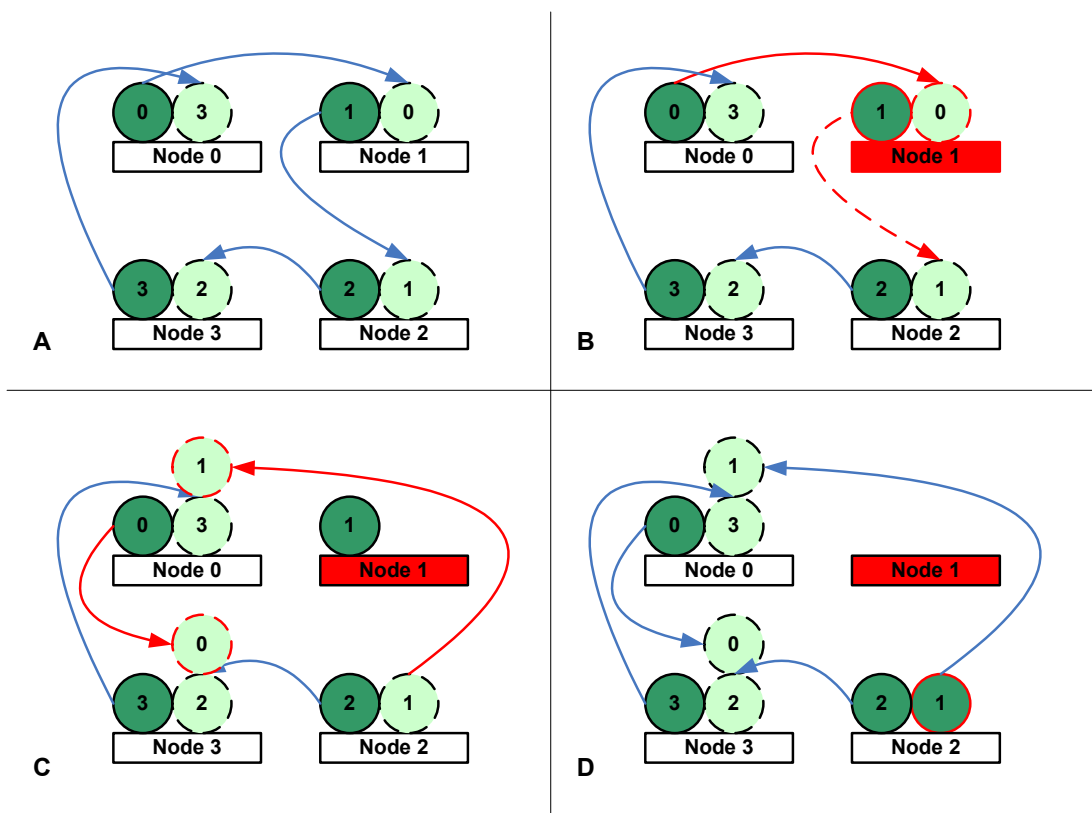 0 3 1 0
Node 0 Node 1
3 2 2 1
Node 3 Node 2
A
0 3 1 0
Node 0 Node 1
3 2 2 1
Node 3 Node 2
B
1
0 3 1
Node 0 Node 1
0
3 2 2 1
Node 3 Node 2
C
1
0 3
Node 0 Node 1
0
3 2 2 1
Node 3 Node 2
D